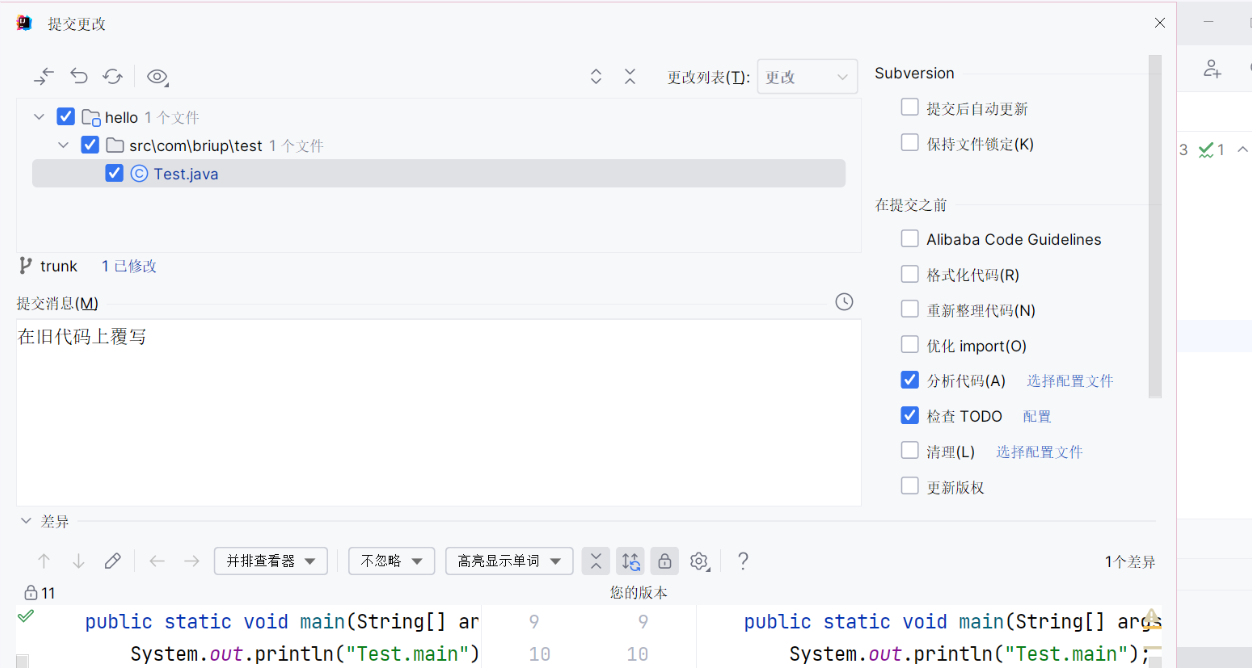 提交更改
更改列表(T): 更改
hello 1 个文件
src\com\briup\test 1 个文件
Test.java
trunk 1 已修改
提交消息(M)
在旧代码上覆写
Subversion
提交后自动更新
保持文件锁定(K)
在提交之前
Alibaba Code Guidelines
格式化代码(R)
重新整理代码(N)
优化 import(O)
分析代码(A) 选择配置文件
检查 TODO 配置
清理(L) 选择配置文件
更新版权
3 1
差异
并排查看器 不忽略 高亮显示单词 ? 1个差异
11 您的版本
public static void main(String[] ar 9 9 public static void main(String[] args
System.out.println("Test.main") 10 10 System.out.println("Test.main");